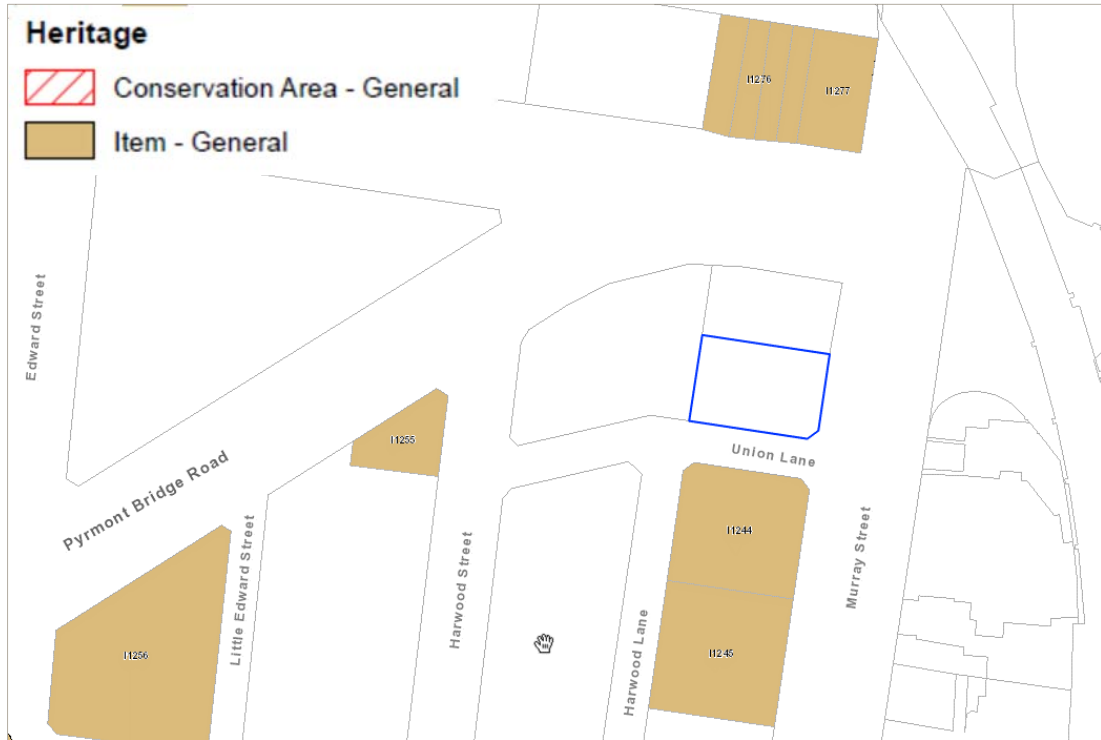 Heritage
Conservation Area - General
Item - General
I1276
I1277
Edward Street
I1255
Union Lane
Pyrmont Bridge Road
I1244
Little Edward Street
Harwood Street
Murray Street
I1256
Harwood Lane
I1245